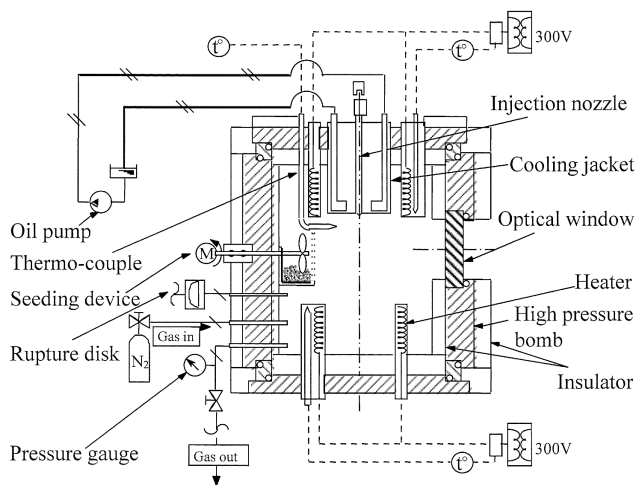 t°
t°
300V
Injection nozzle
Cooling jacket
Optical window
Oil pump
Thermo-couple
M
Seeding device
Heater
Rupture disk
Gas in
N₂
High pressure
bomb
Insulator
Pressure gauge
Gas out
t°
300V